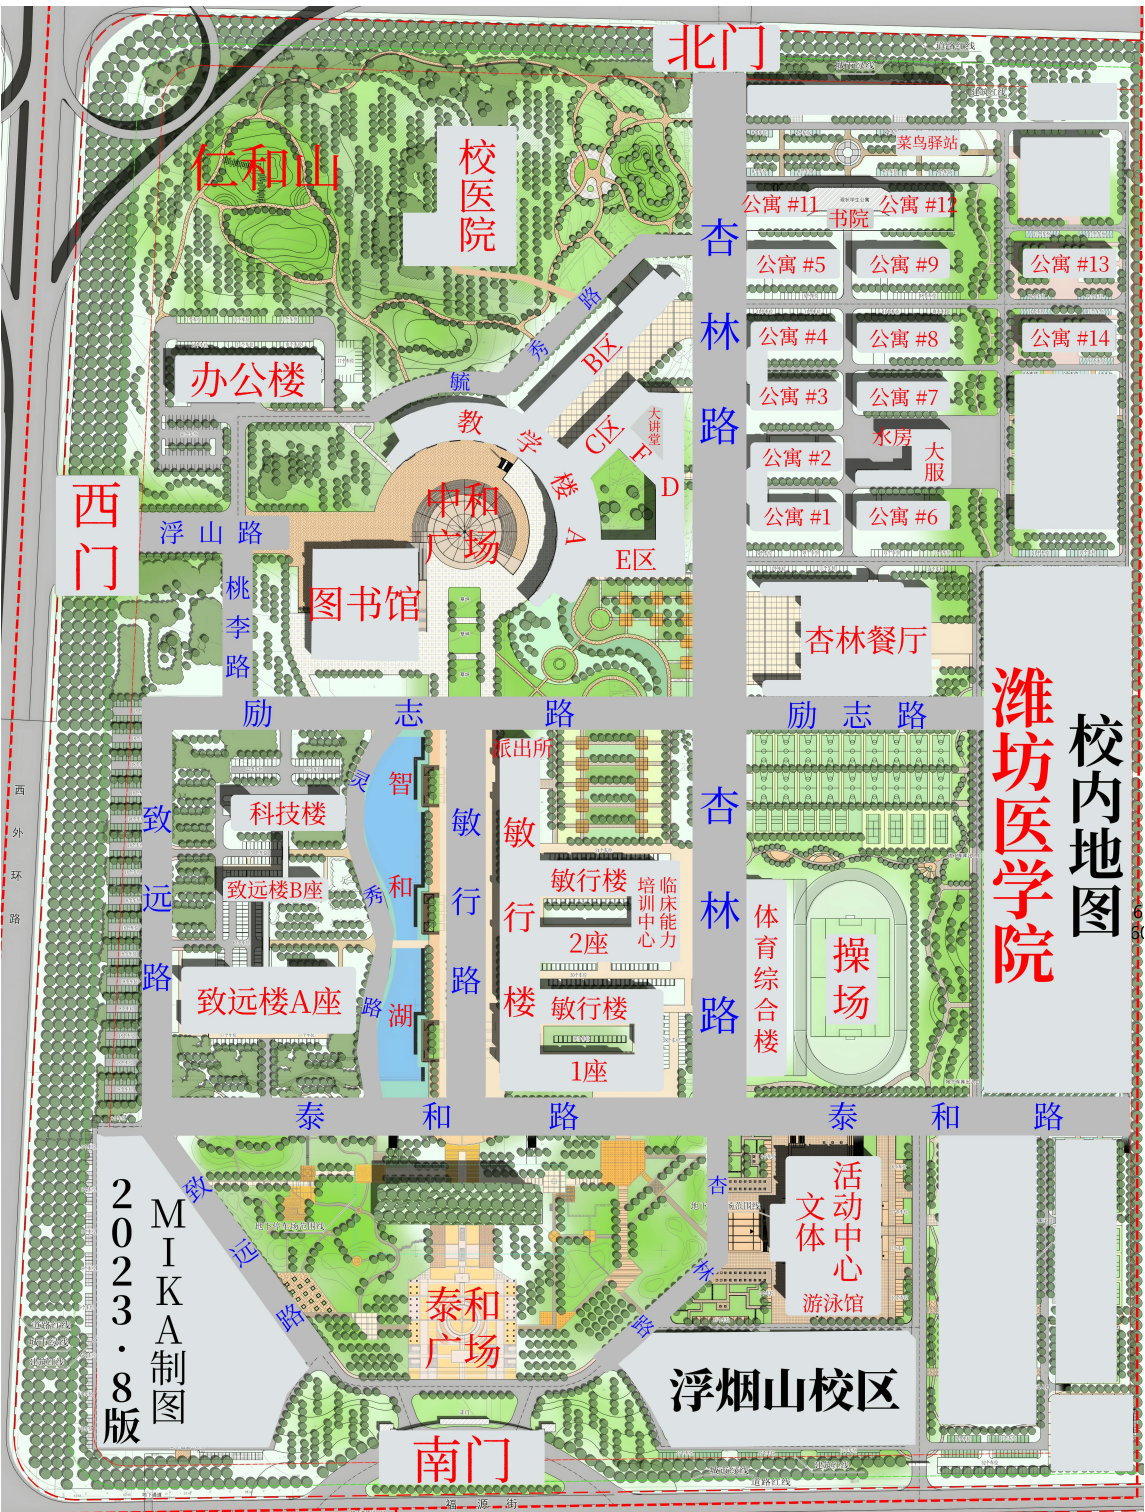 北门
菜鸟驿站
仁和山
校医院
公寓 #11
公寓 #12
书院
杏林路
公寓 #5
公寓 #9
公寓 #13
毓秀路
B区
公寓 #4
公寓 #8
公寓 #14
办公楼
公寓 #3
公寓 #7
教学楼
A
C区
大讲堂
F
D
E区
水房
大服
公寓 #2
公寓 #1
公寓 #6
西门
浮山路
中和
广场
桃李路
图书馆
杏林餐厅
励志路
励志路
潍坊医学院
校内地图
派出所
灵秀路
智和湖
致远路
科技楼
敏行路
敏行楼
杏林路
致远楼B座
敏行楼
2座
临床能力
培训中心
体育综合楼
操场
致远楼A座
敏行楼
1座
西外环路
泰和路
泰和路
致远路
杏林路
活动中心
文体
游泳馆
MIKA制图
2023·8版
泰和
广场
浮烟山校区
南门
福源街
道路红线